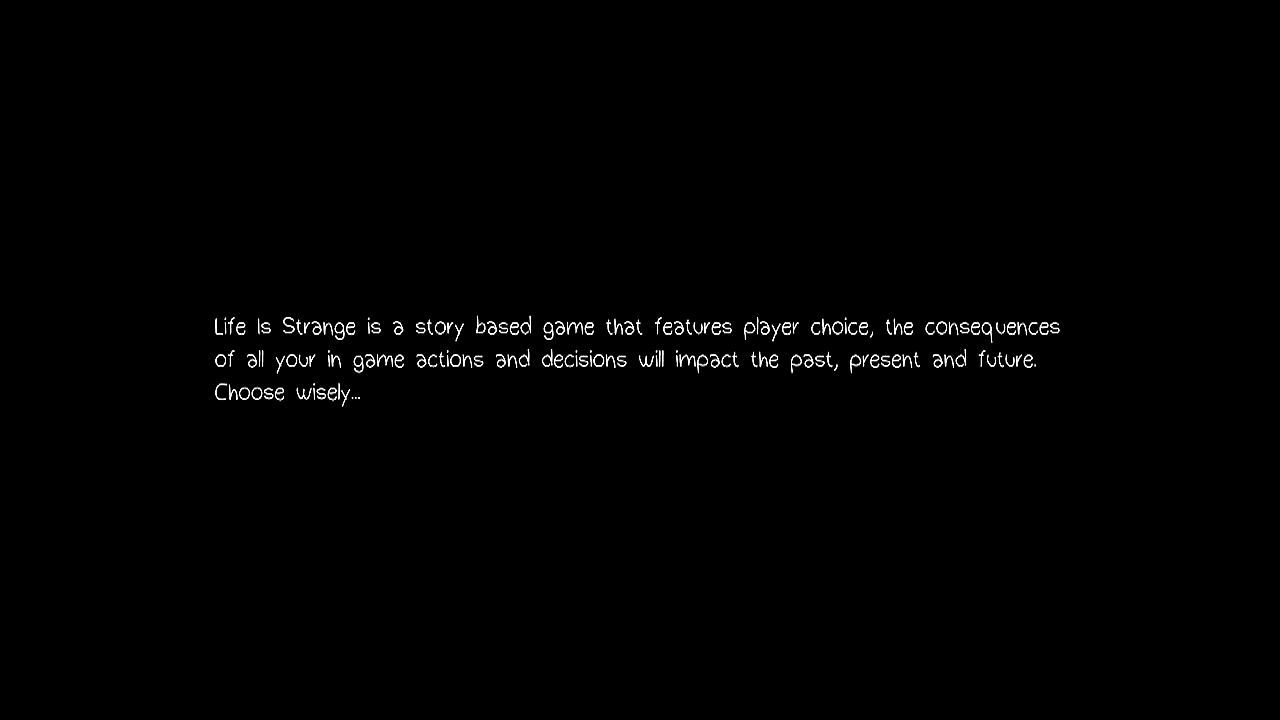 Life Is Strange is a story based game that features player choice, the consequences
of all your in game actions and decisions will impact the past, present and future.
Choose wisely...